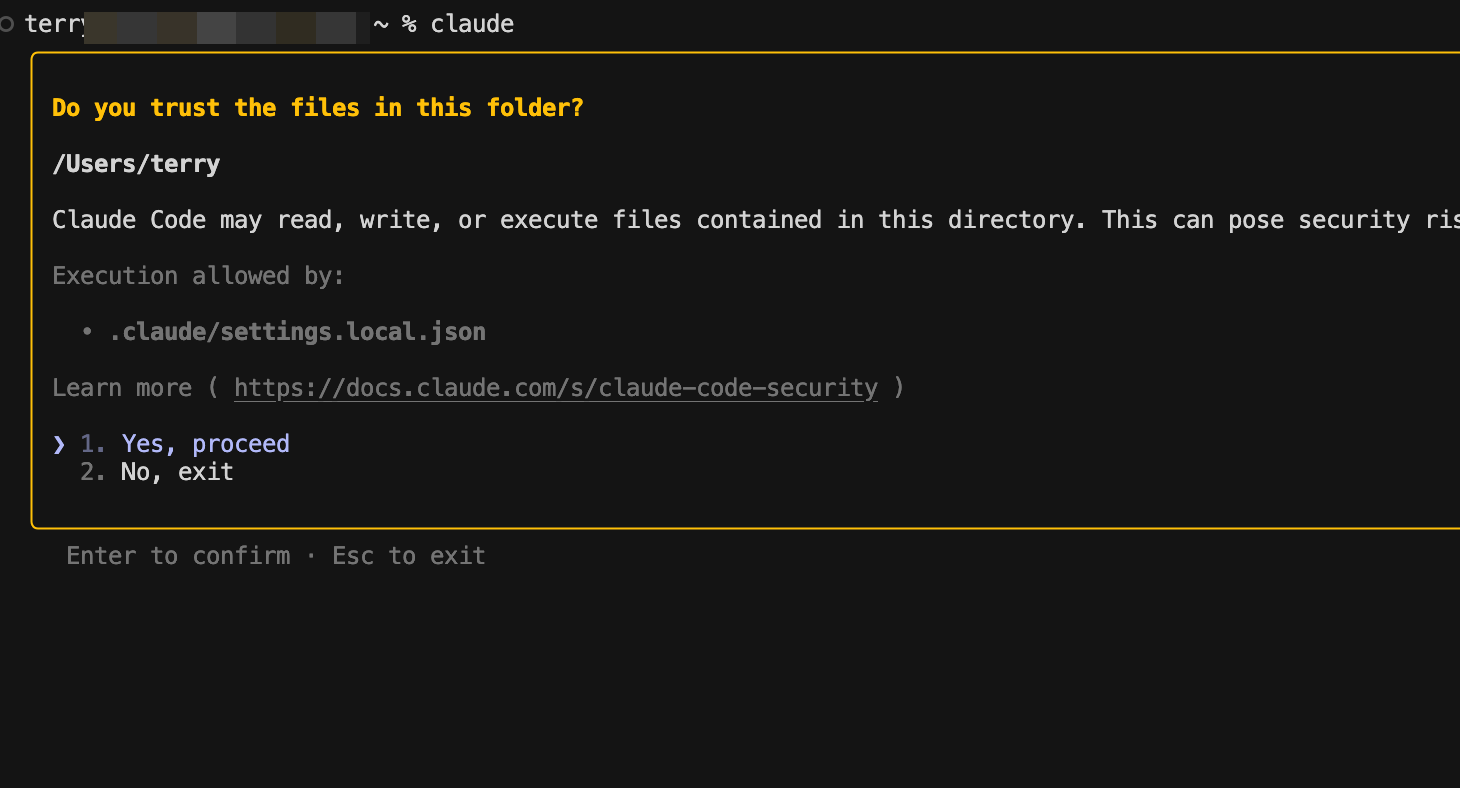 terry ~ % claude
Do you trust the files in this folder?
/Users/terry
Claude Code may read, write, or execute files contained in this directory. This can pose security
Execution allowed by:
• .claude/settings.local.json
Learn more ( https://docs.claude.com/s/claude-code-security )
❯ 1. Yes, proceed
2. No, exit
Enter to confirm · Esc to exit